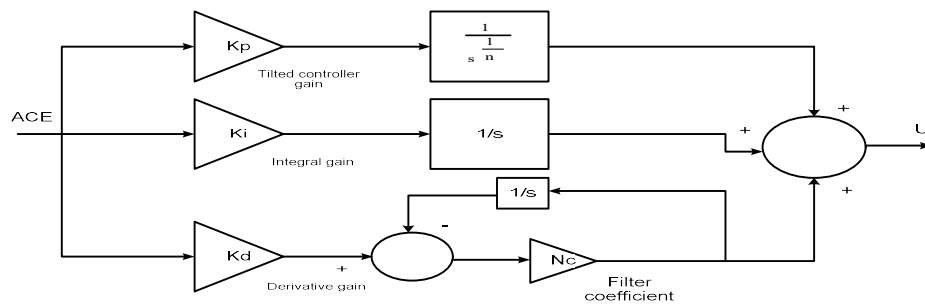 Kp
1
s 1/n
Tilted controller
gain
ACE
Ki
1/s
Integral gain
+
+
U
+
1/s
-
Kd
+
Derivative gain
Nc
Filter
coefficient